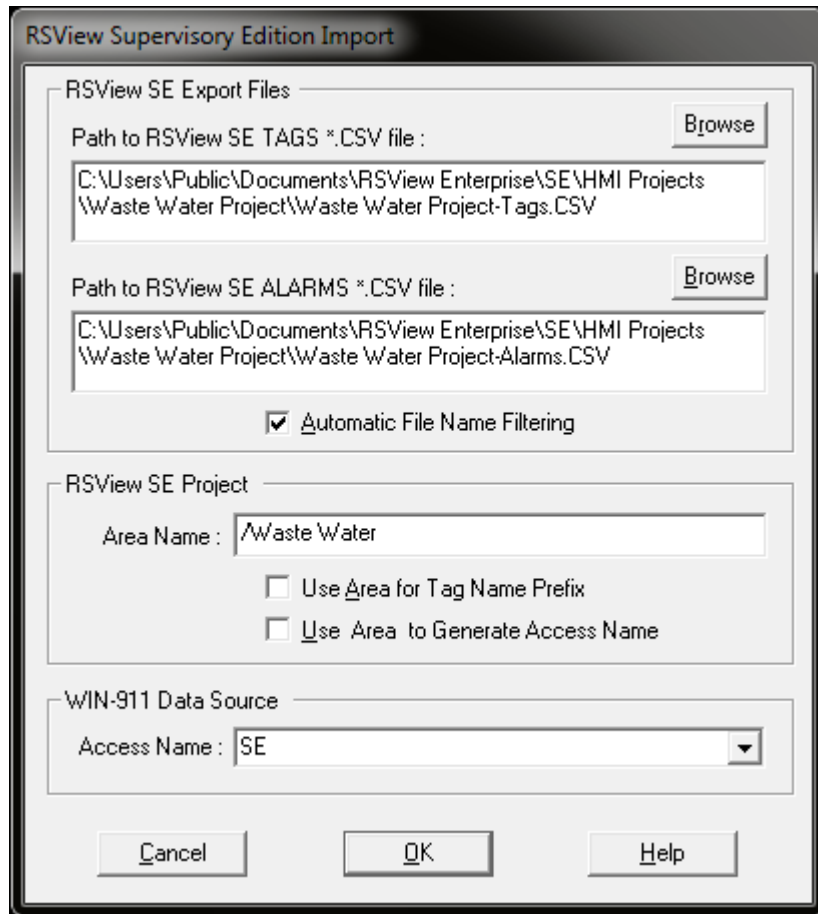 RSView Supervisory Edition Import
RSView SE Export Files
Browse
Path to RSView SE TAGS *.CSV file :
C:\Users\Public\Documents\RSView Enterprise\SE\HMI Projects
\Waste Water Project\Waste Water Project-Tags.CSV
Browse
Path to RSView SE ALARMS *.CSV file :
C:\Users\Public\Documents\RSView Enterprise\SE\HMI Projects
\Waste Water Project\Waste Water Project-Alarms.CSV
Automatic File Name Filtering
RSView SE Project
Area Name : /Waste Water
Use Area for Tag Name Prefix
Use Area to Generate Access Name
WIN-911 Data Source
Access Name : SE
Cancel OK Help